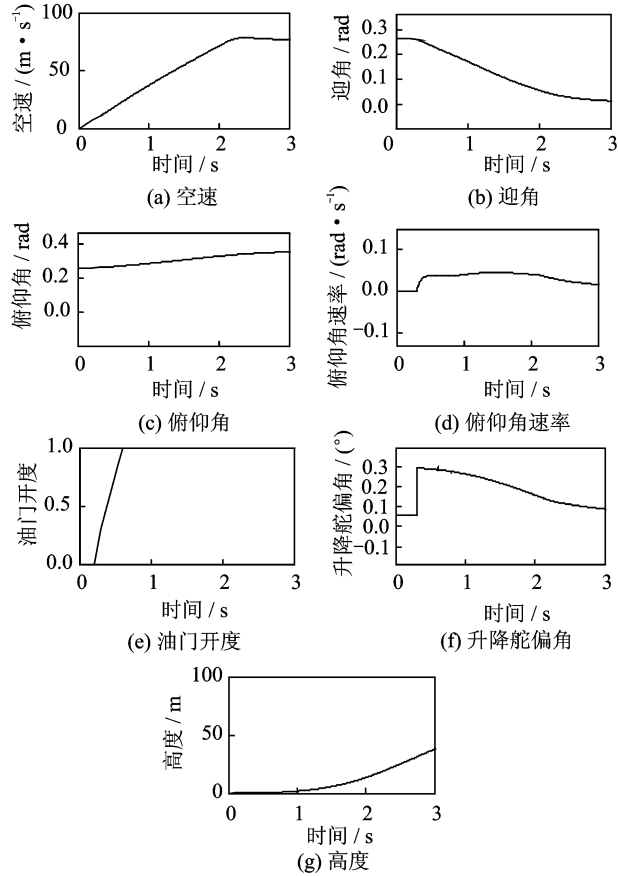 100
50
0
空速 / (m·s⁻¹)
0 1 2 3
时间 / s
(a) 空速
0.3
0.2
0.1
0.0
迎角 / rad
0 1 2 3
时间 / s
(b) 迎角
0.4
0.2
0.0
俯仰角 / rad
0 1 2 3
时间 / s
(c) 俯仰角
0.1
0.0
−0.1
俯仰角速率 / (rad·s⁻¹)
0 1 2 3
时间 / s
(d) 俯仰角速率
1.0
0.5
0.0
油门开度
0 1 2 3
时间 / s
(e) 油门开度
0.3
0.2
0.1
0.0
−0.1
升降舵偏角 / (°)
0 1 2 3
时间 / s
(f) 升降舵偏角
100
50
0
高度 / m
0 1 2 3
时间 / s
(g) 高度